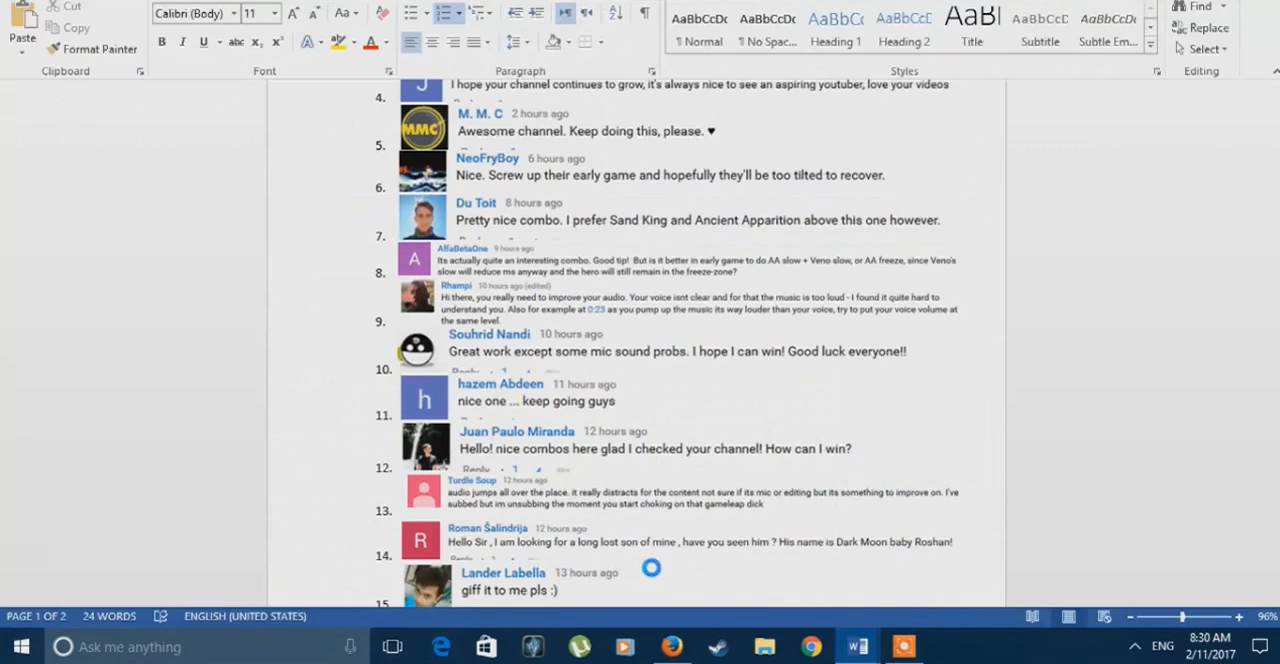 Cut
Calibri (Body) 11 Aa
Find
Paste
Copy
Format Painter
B I U abc X₂ X² A A
AaBbCcDc AaBbCcDc AaBbCc AaBbCcDc AaBl AaBbCcDc AaBbCcDc
Replace
¶ Normal ¶ No Spac... Heading 1 Heading 2 Title Subtitle Subtle Em...
Select
Clipboard Font Paragraph Styles Editing
J I hope your channel continues to grow, it's always nice to see an aspiring youtuber, love your videos
4.
M. M. C 2 hours ago
MMC Awesome channel. Keep doing this, please. ♥
5.
NeoFryBoy 6 hours ago
Nice. Screw up their early game and hopefully they'll be too tilted to recover.
6.
Du Toit 8 hours ago
Pretty nice combo. I prefer Sand King and Ancient Apparition above this one however.
7.
AlfaBetaOne 9 hours ago
A Its actually quite an interesting combo. Good tip! But is it better in early game to do AA slow + Veno slow, or AA freeze, since Veno's
slow will reduce ms anyway and the hero will still remain in the freeze-zone?
8.
Rhampi 10 hours ago (edited)
Hi there, you really need to improve your audio. Your voice isnt clear and for that the music is too loud - I found it quite hard to
understand you. Also for example at 0:23 as you pump up the music its way louder than your voice, try to put your voice volume at
the same level.
9.
Souhrid Nandi 10 hours ago
Great work except some mic sound probs. I hope I can win! Good luck everyone!!
Reply 1
10.
hazem Abdeen 11 hours ago
h nice one ... keep going guys
11.
Juan Paulo Miranda 12 hours ago
Hello! nice combos here glad I checked your channel! How can I win?
Reply 1
12.
Turdle Soup 12 hours ago
audio jumps all over the place. it really distracts for the content not sure if its mic or editing but its something to improve on. I've
subbed but im unsubbing the moment you start choking on that gameleap dick
13.
Roman Šalindrija 12 hours ago
R Hello Sir , I am looking for a long lost son of mine , have you seen him ? His name is Dark Moon baby Roshan!
14.
Lander Labella 13 hours ago
giff it to me pls :)
15
PAGE 1 OF 2 24 WORDS ENGLISH (UNITED STATES) 96%
Ask me anything
ENG
8:30 AM
2/11/2017